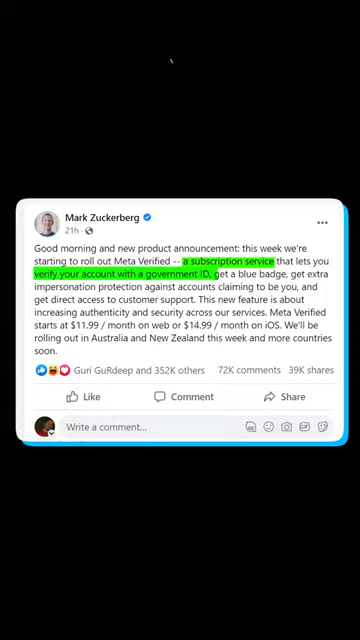 Mark Zuckerberg
21h ·
Good morning and new product announcement: this week we're
starting to roll out Meta Verified -- a subscription service that lets you
verify your account with a government ID, get a blue badge, get extra
impersonation protection against accounts claiming to be you, and
get direct access to customer support. This new feature is about
increasing authenticity and security across our services. Meta Verified
starts at $11.99 / month on web or $14.99 / month on iOS. We'll be
rolling out in Australia and New Zealand this week and more countries
soon.
Guri GuRdeep and 352K others 72K comments 39K shares
Like Comment Share
Write a comment...
GIF